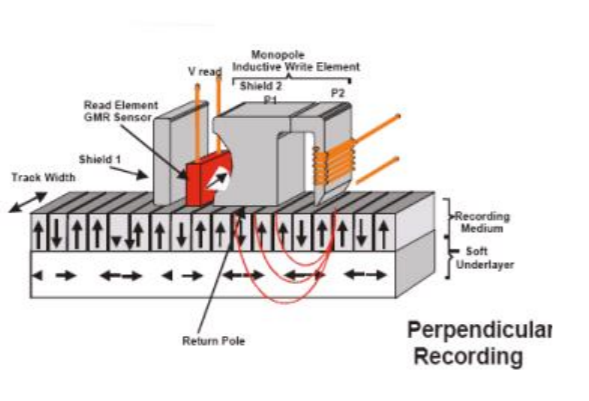 Monopole
Inductive Write Element
V read
Shield 2
P1
P2
Read Element
GMR Sensor
Shield 1
Track Width
Recording
Medium
Soft
Underlayer
Return Pole
Perpendicular
Recording